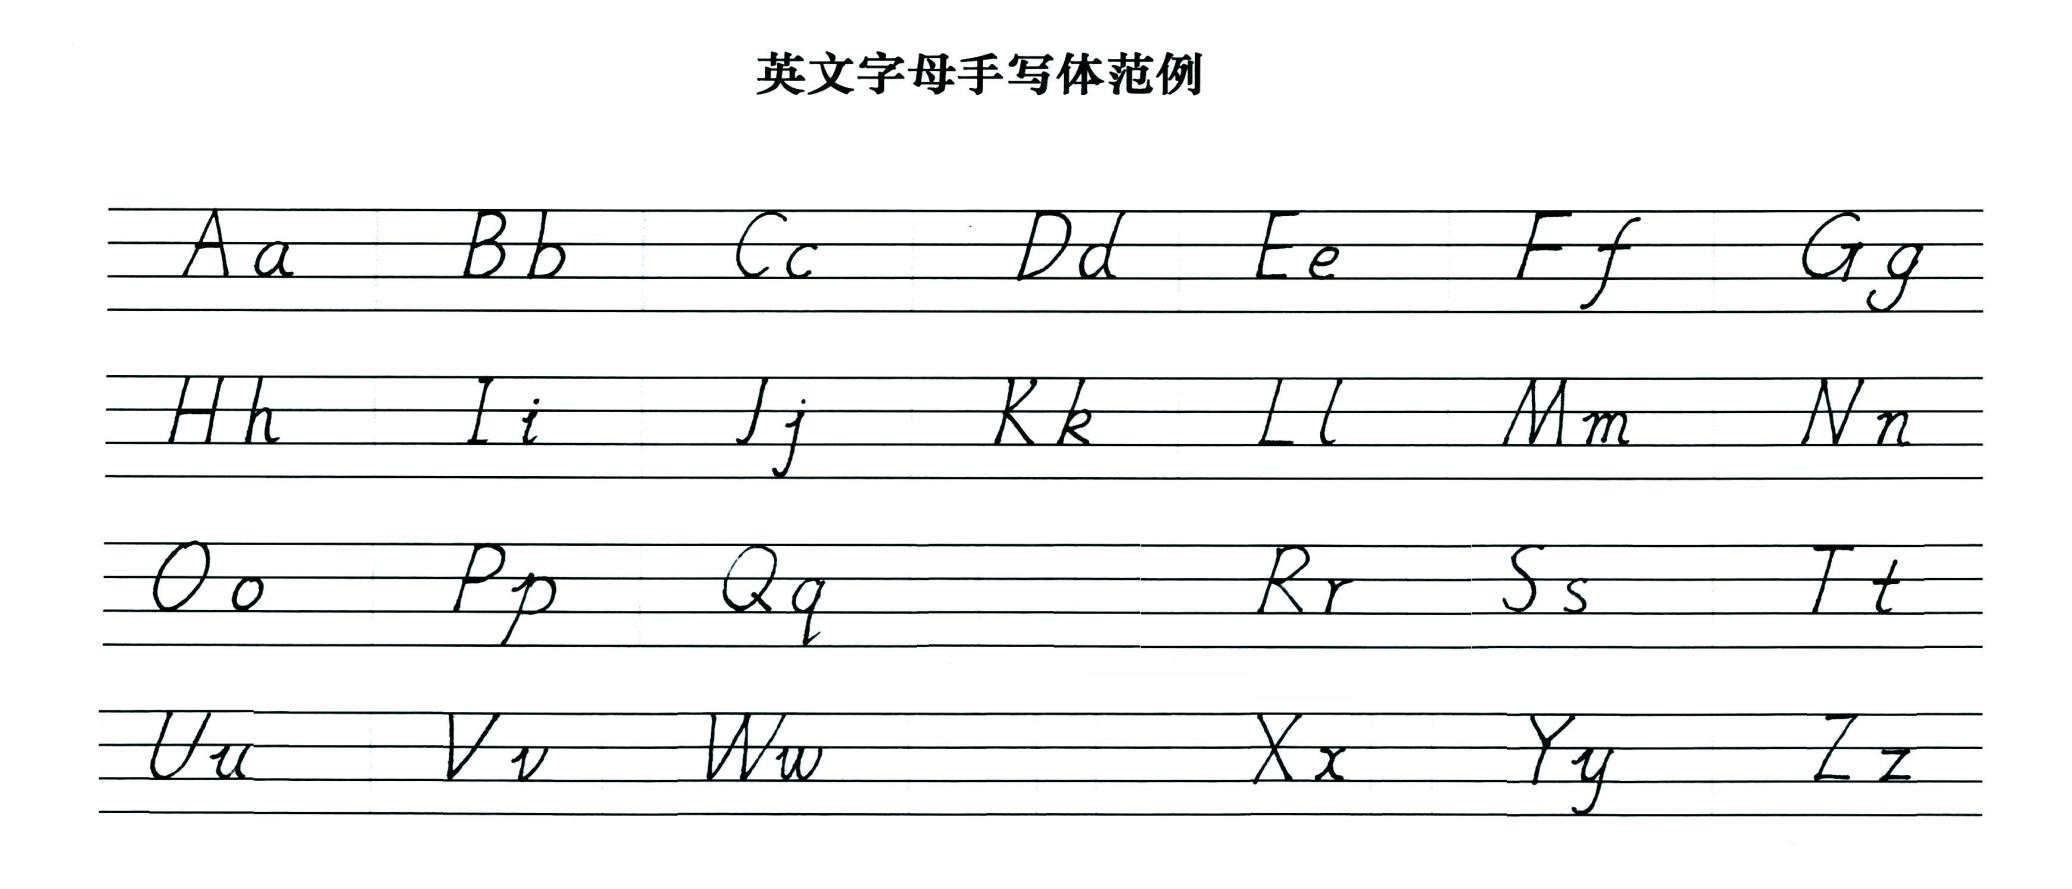 英文字母手写体范例
Aa Bb Cc Dd Ee Ff Gg
Hh Ii Jj Kk Ll Mm Nn
Oo Pp Qq Rr Ss Tt
Uu Vv Ww Xx Yy Zz